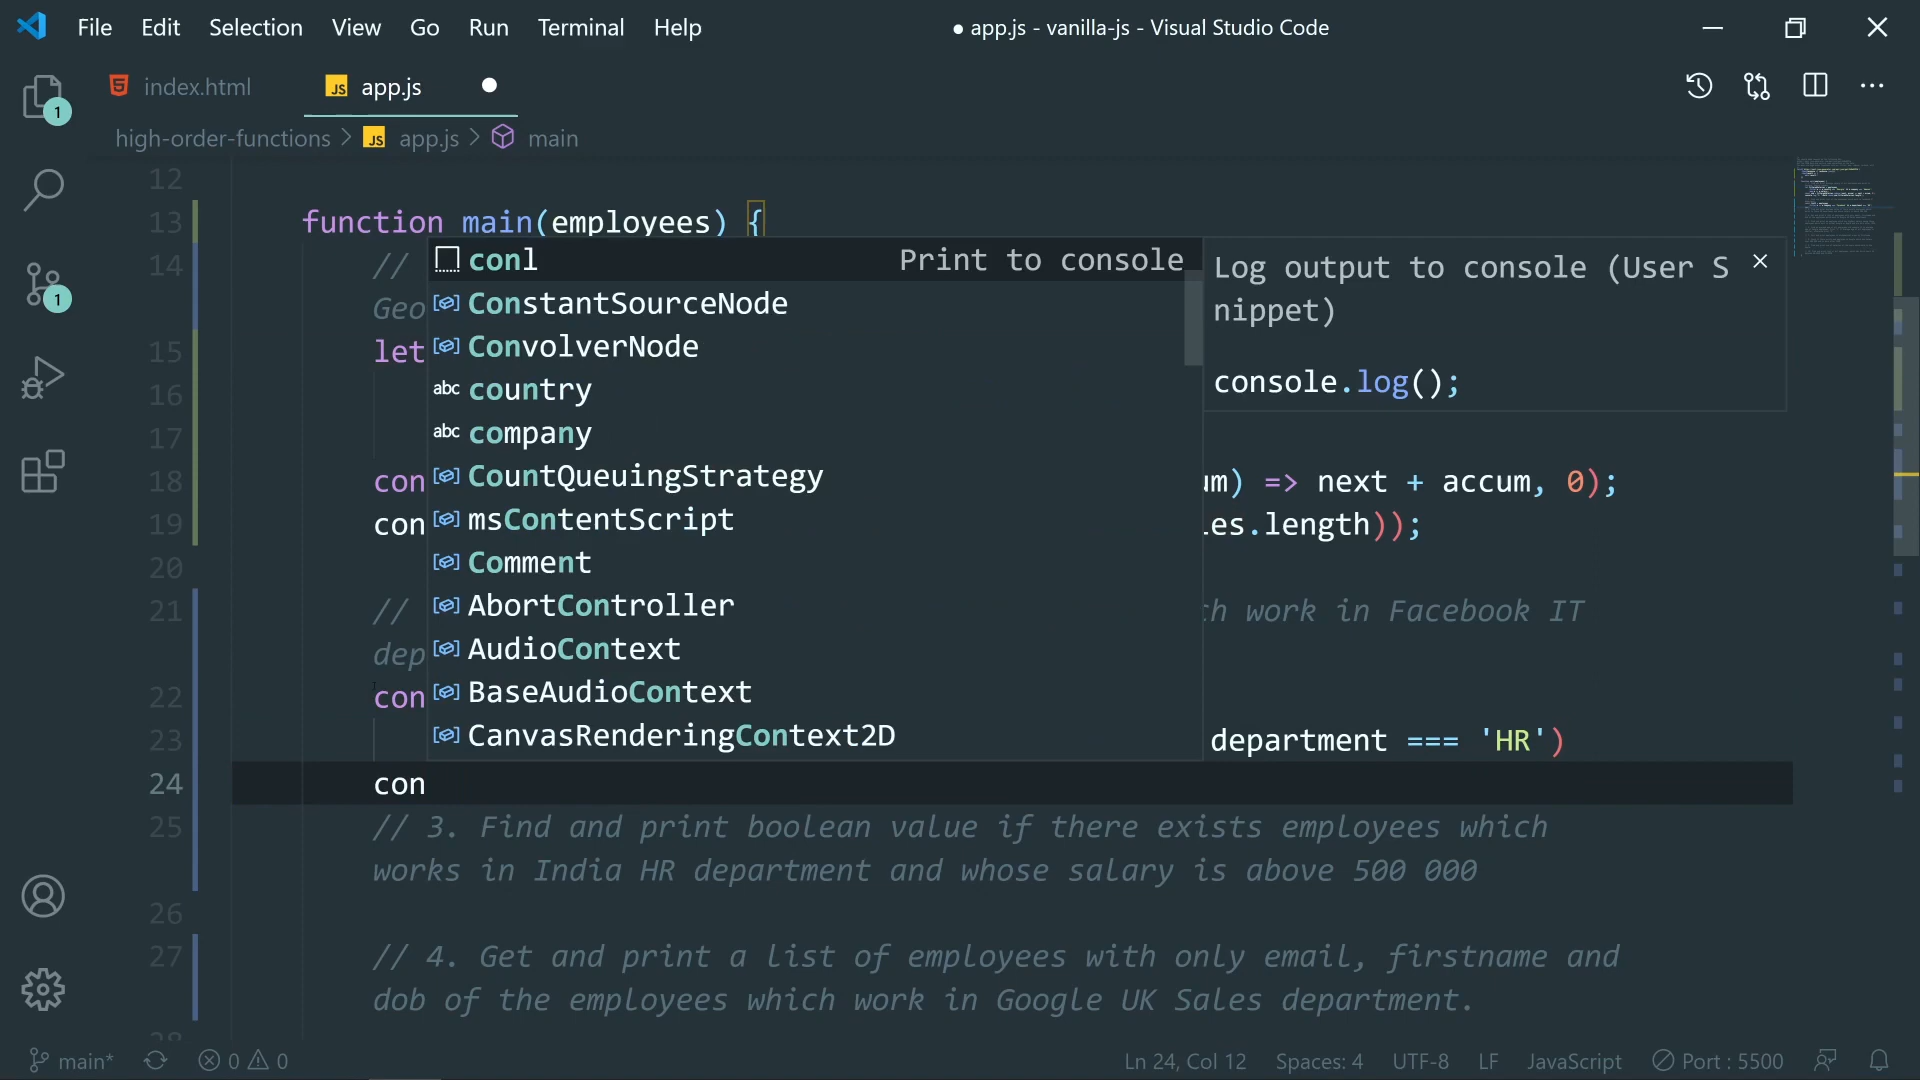 File Edit Selection View Go Run Terminal Help
● app.js - vanilla-js - Visual Studio Code
index.html
JS app.js
high-order-functions > JS app.js > main
12
13 function main(employees) {
14 //
Geo
15 let
16
17
18 con
um) => next + accum, 0);
19 con
les.length));
20
21 //
ch work in Facebook IT
dep
22 con
23
department === 'HR')
24 con
conl Print to console
ConstantSourceNode
ConvolverNode
abc country
abc company
CountQueuingStrategy
msContentScript
Comment
AbortController
AudioContext
BaseAudioContext
CanvasRenderingContext2D
Log output to console (User S
nippet)
console.log();
25 // 3. Find and print boolean value if there exists employees which
works in India HR department and whose salary is above 500 000
26
27 // 4. Get and print a list of employees with only email, firstname and
dob of the employees which work in Google UK Sales department.
28
1
1
main* 0 0 Ln 24, Col 12 Spaces: 4 UTF-8 LF JavaScript Port : 5500